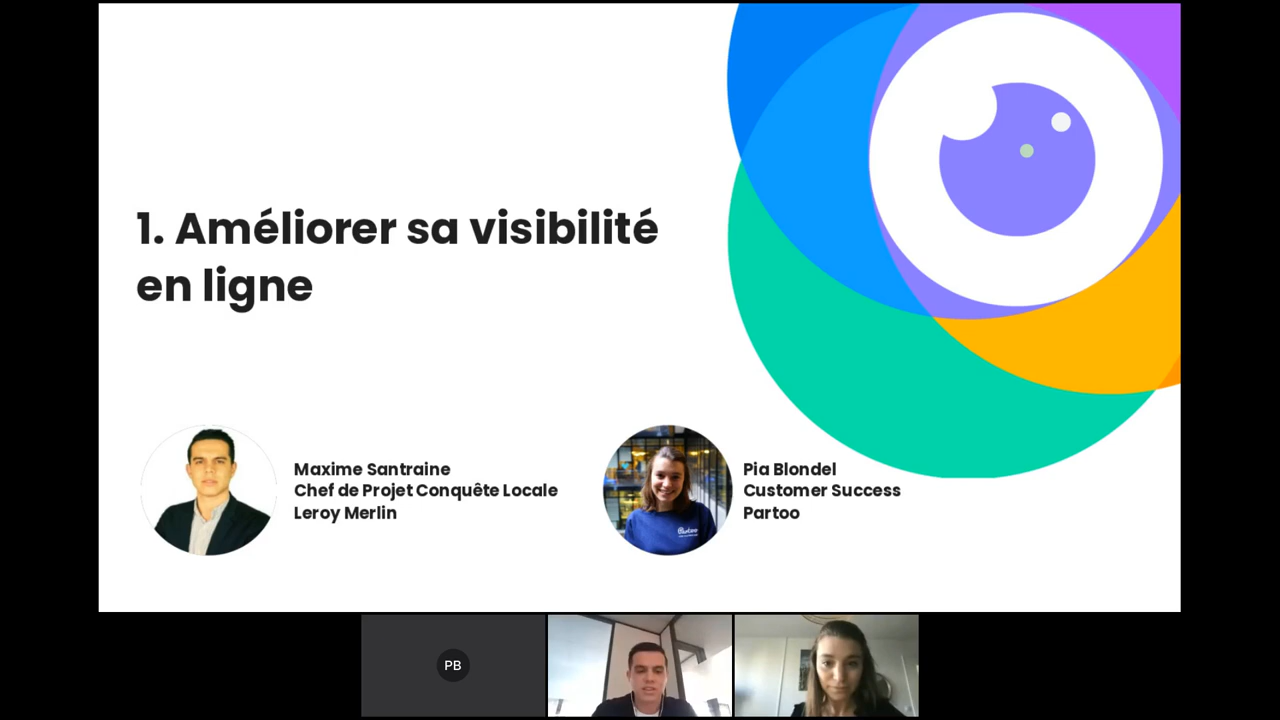 1. Améliorer sa visibilité
en ligne
Maxime Santraine
Chef de Projet Conquête Locale
Leroy Merlin
Pia Blondel
Customer Success
Partoo
PB